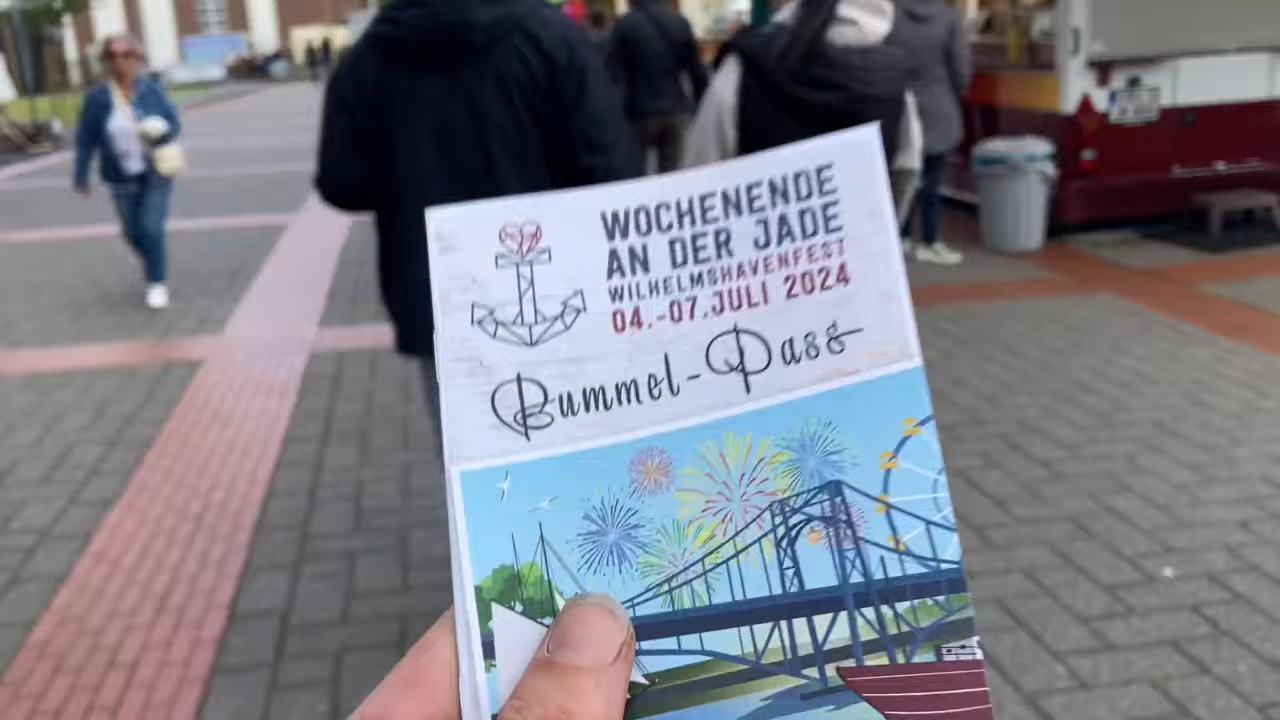 WOCHENENDE
AN DER JADE
WILHELMSHAVENFEST
04.-07.JULI 2024
Bummel-Pass